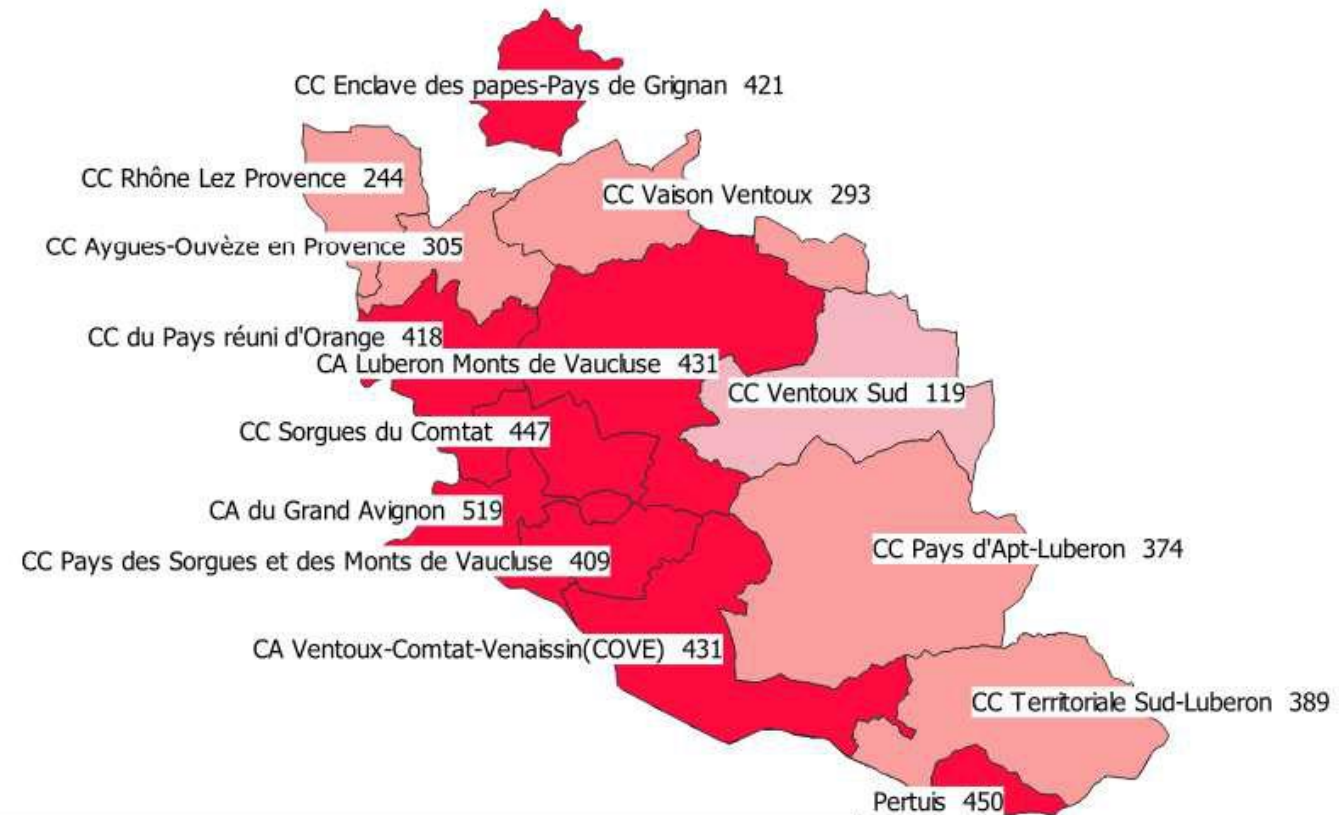 CC Enclave des papes-Pays de Grignan 421
CC Rhône Lez Provence 244
CC Vaison Ventoux 293
CC Aygues-Ouvèze en Provence 305
CC du Pays réuni d'Orange 418
CA Luberon Monts de Vaucluse 431
CC Ventoux Sud 119
CC Sorgues du Comtat 447
CA du Grand Avignon 519
CC Pays d'Apt-Luberon 374
CC Pays des Sorgues et des Monts de Vaucluse 409
CA Ventoux-Comtat-Venaissin(COVE) 431
CC Territoriale Sud-Luberon 389
Pertuis 450